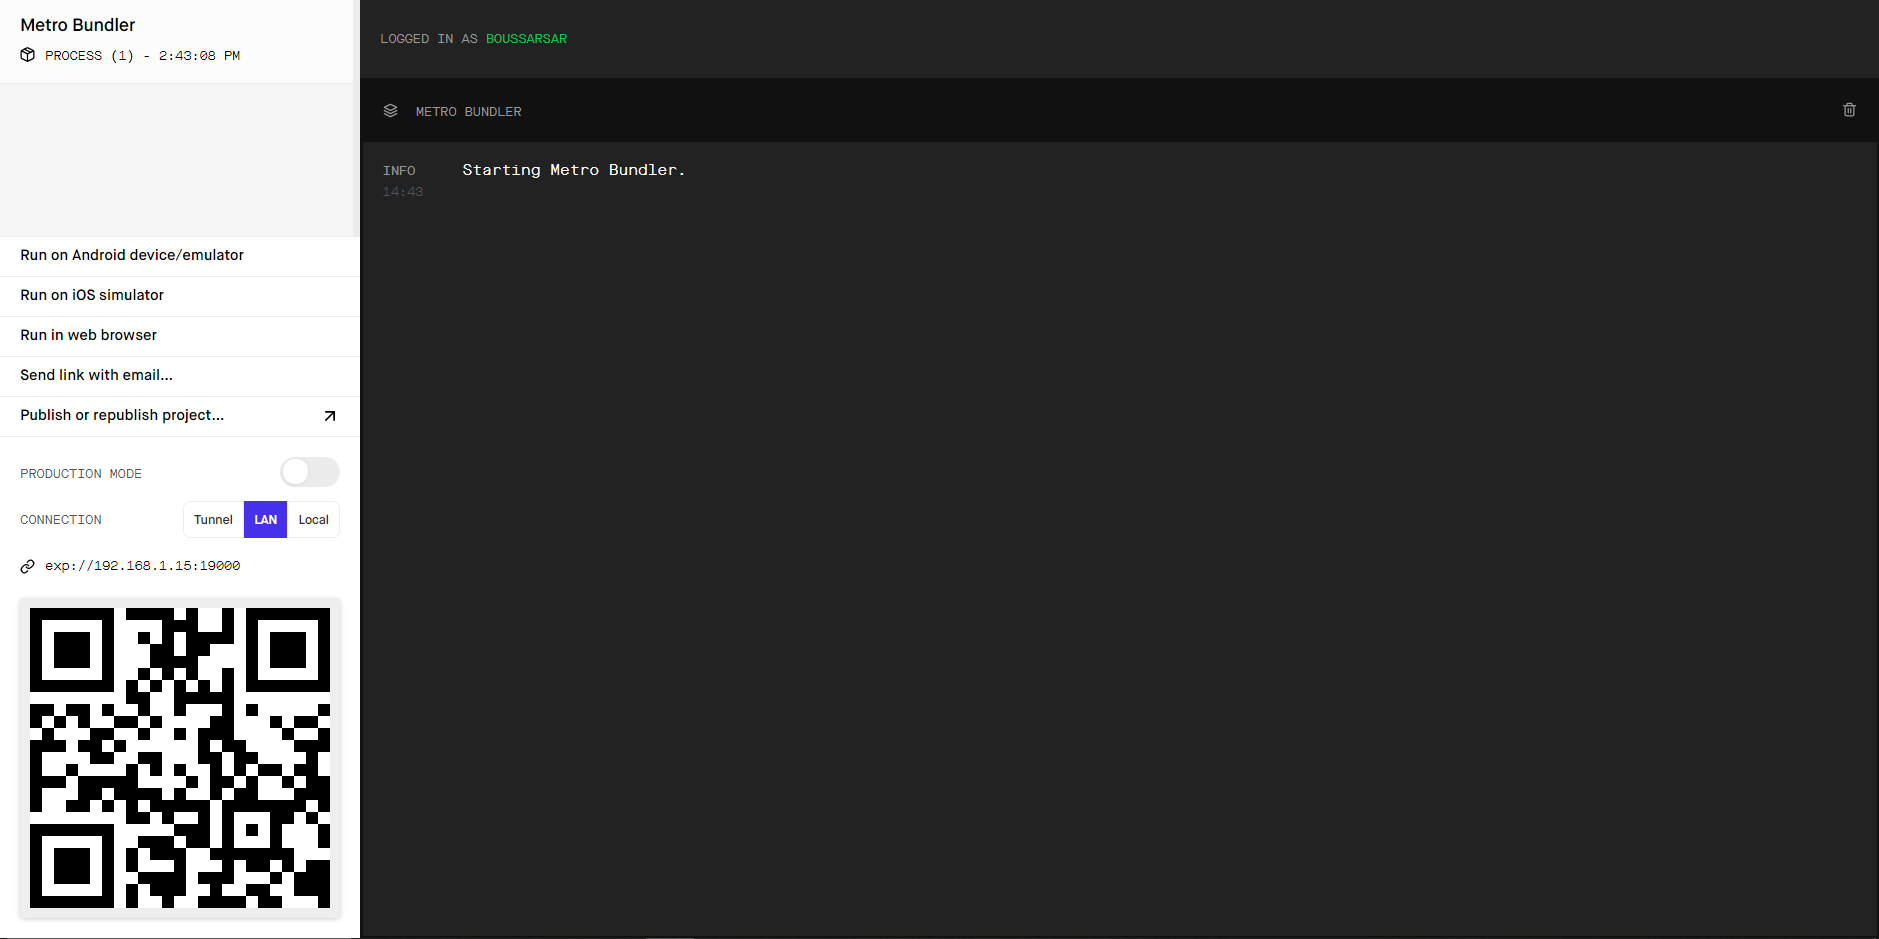 Metro Bundler
PROCESS (1) - 2:43:08 PM
Run on Android device/emulator
Run on iOS simulator
Run in web browser
Send link with email...
Publish or republish project...
PRODUCTION MODE
CONNECTION Tunnel LAN Local
exp://192.168.1.15:19000
LOGGED IN AS BOUSSARSAR
METRO BUNDLER
INFO Starting Metro Bundler.
14:43